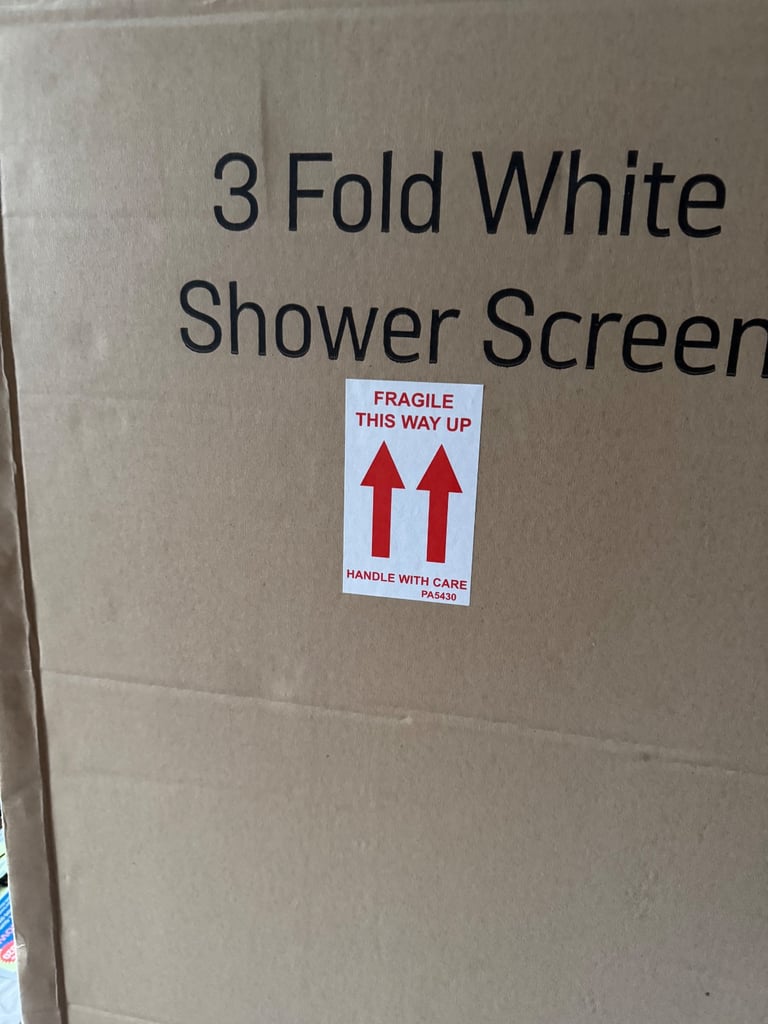 3 Fold White
Shower Screen
FRAGILE
THIS WAY UP
HANDLE WITH CARE
PA5430